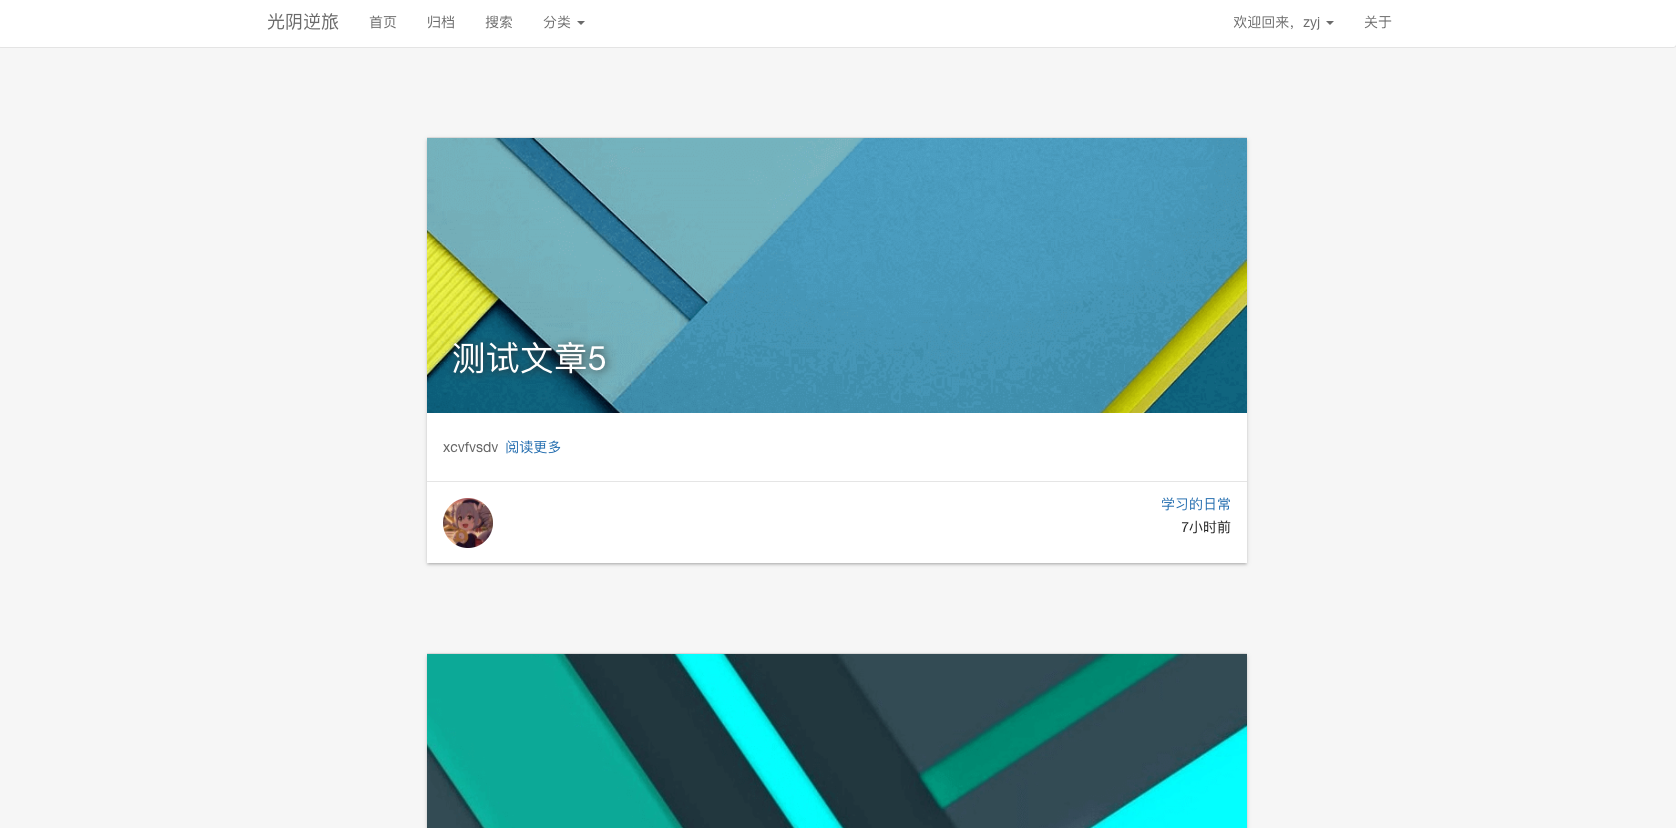 光阴逆旅 首页 归档 搜索 分类 欢迎回来，zyj 关于
测试文章5
xcvfvsdv 阅读更多
学习的日常
7小时前